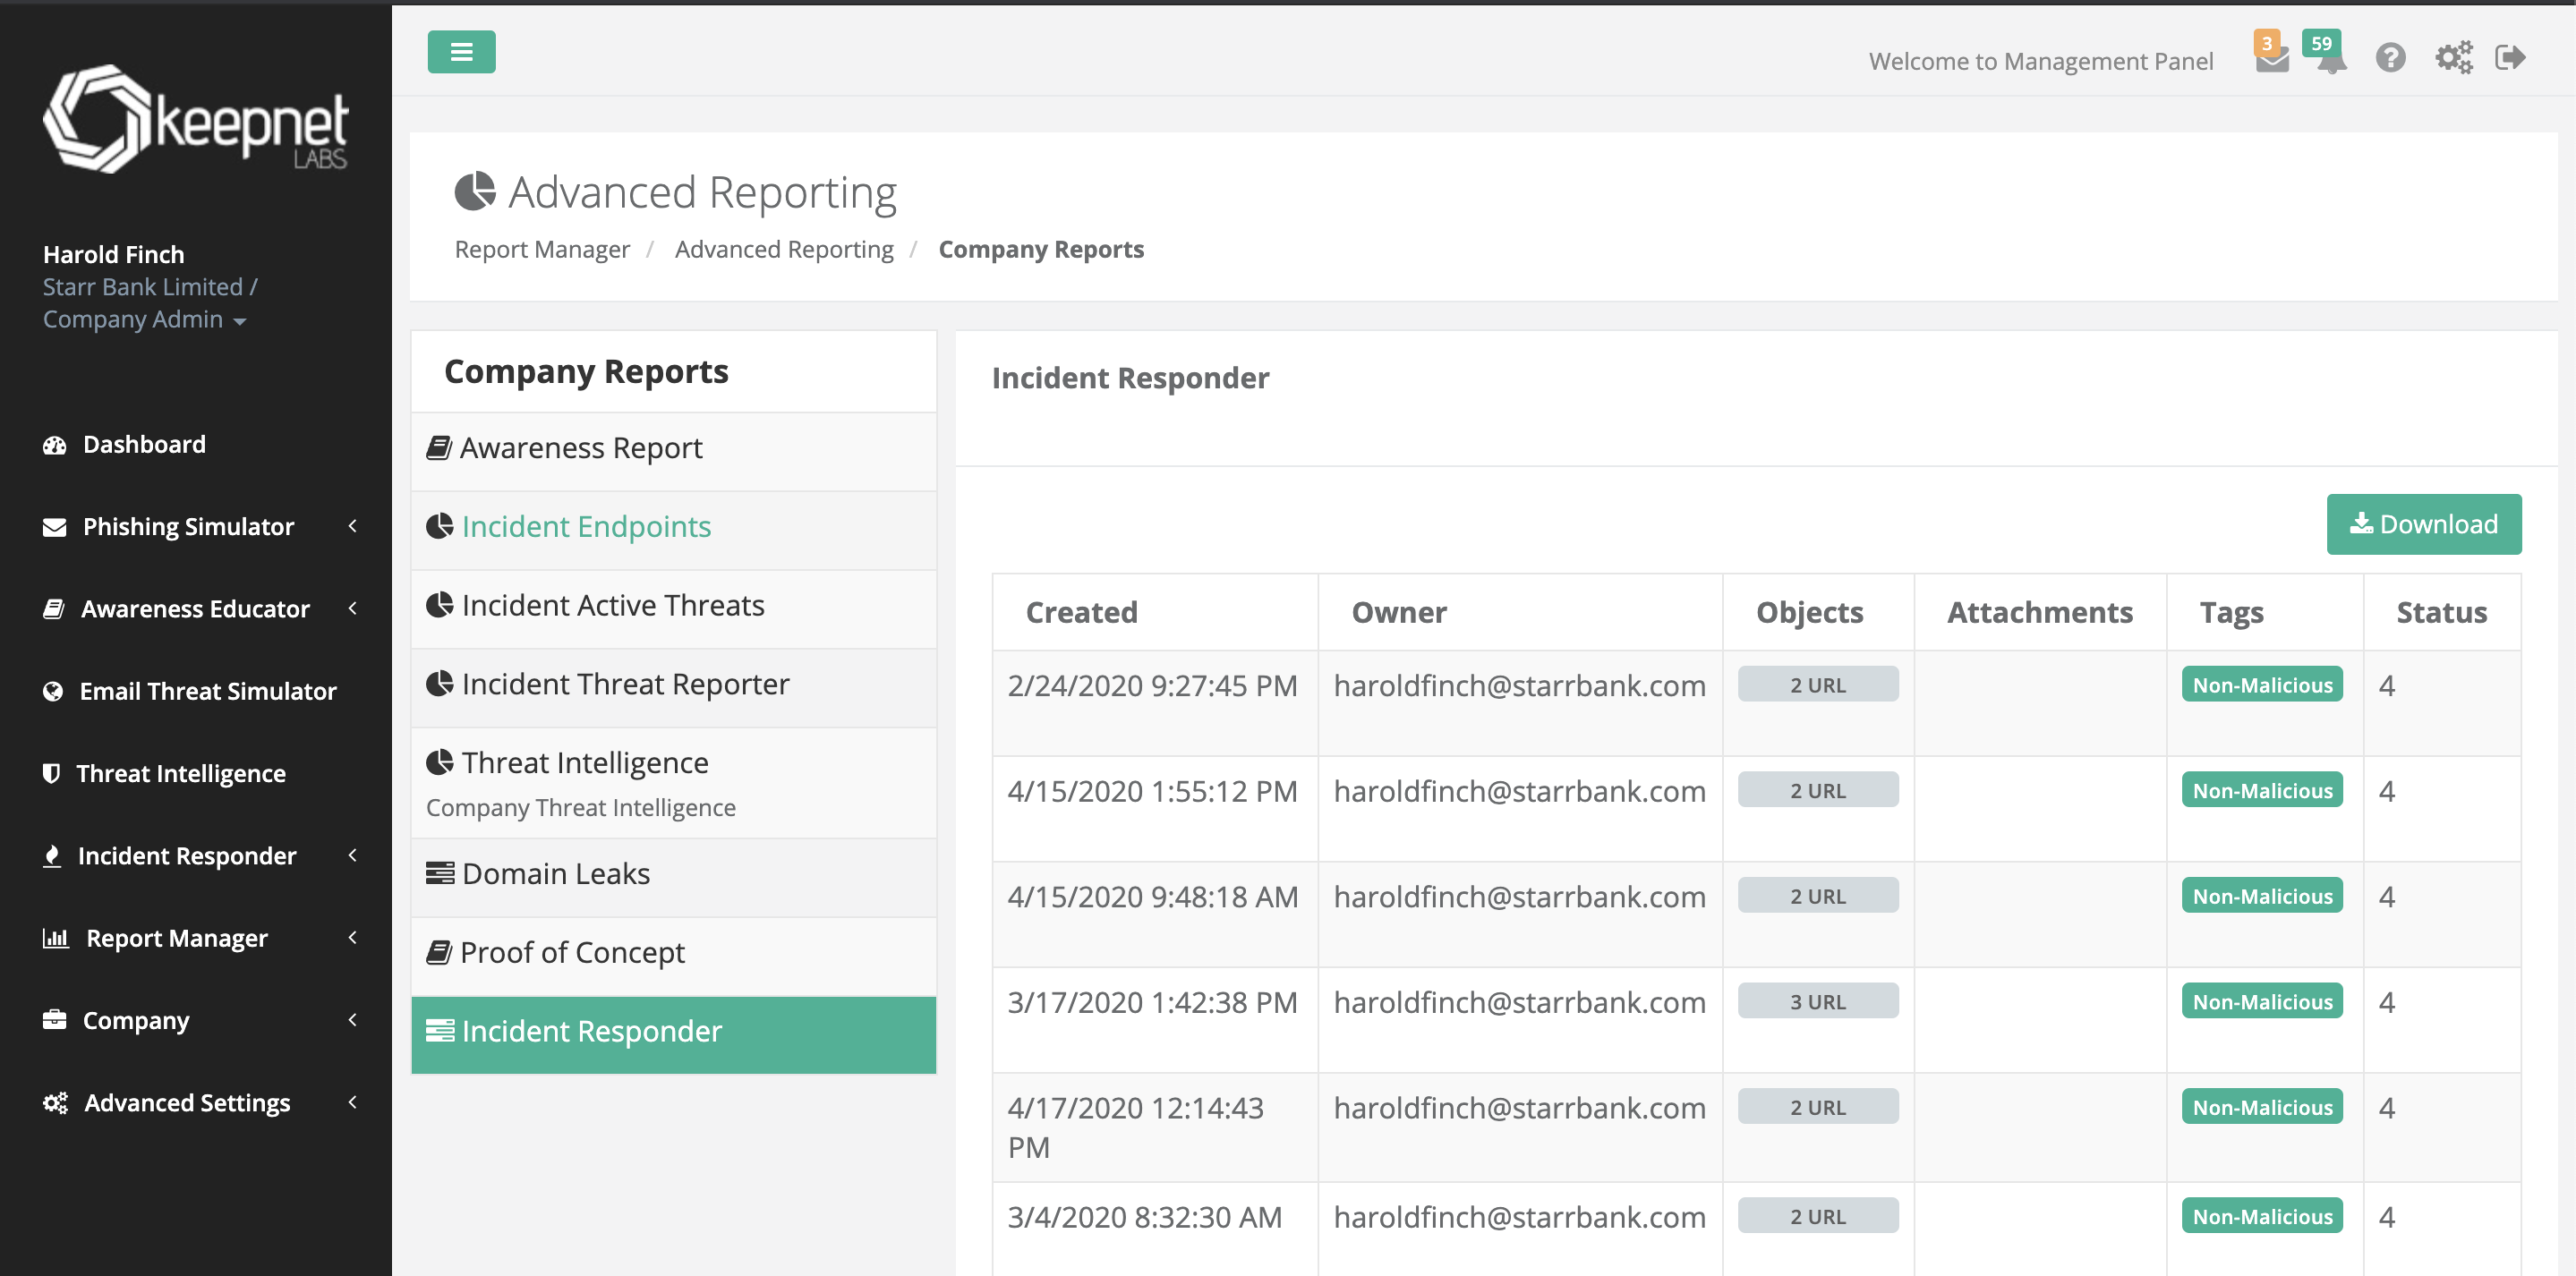 keepnet
LABS
Harold Finch
Starr Bank Limited /
Company Admin
Dashboard
Phishing Simulator
Awareness Educator
Email Threat Simulator
Threat Intelligence
Incident Responder
Report Manager
Company
Advanced Settings
Welcome to Management Panel
3
59
Advanced Reporting
Report Manager / Advanced Reporting / Company Reports
Company Reports
Awareness Report
Incident Endpoints
Incident Active Threats
Incident Threat Reporter
Threat Intelligence
Company Threat Intelligence
Domain Leaks
Proof of Concept
Incident Responder
Incident Responder
Download
Created Owner Objects Attachments Tags Status
2/24/2020 9:27:45 PM haroldfinch@starrbank.com 2 URL Non-Malicious 4
4/15/2020 1:55:12 PM haroldfinch@starrbank.com 2 URL Non-Malicious 4
4/15/2020 9:48:18 AM haroldfinch@starrbank.com 2 URL Non-Malicious 4
3/17/2020 1:42:38 PM haroldfinch@starrbank.com 3 URL Non-Malicious 4
4/17/2020 12:14:43 haroldfinch@starrbank.com 2 URL Non-Malicious 4
PM
3/4/2020 8:32:30 AM haroldfinch@starrbank.com 2 URL Non-Malicious 4